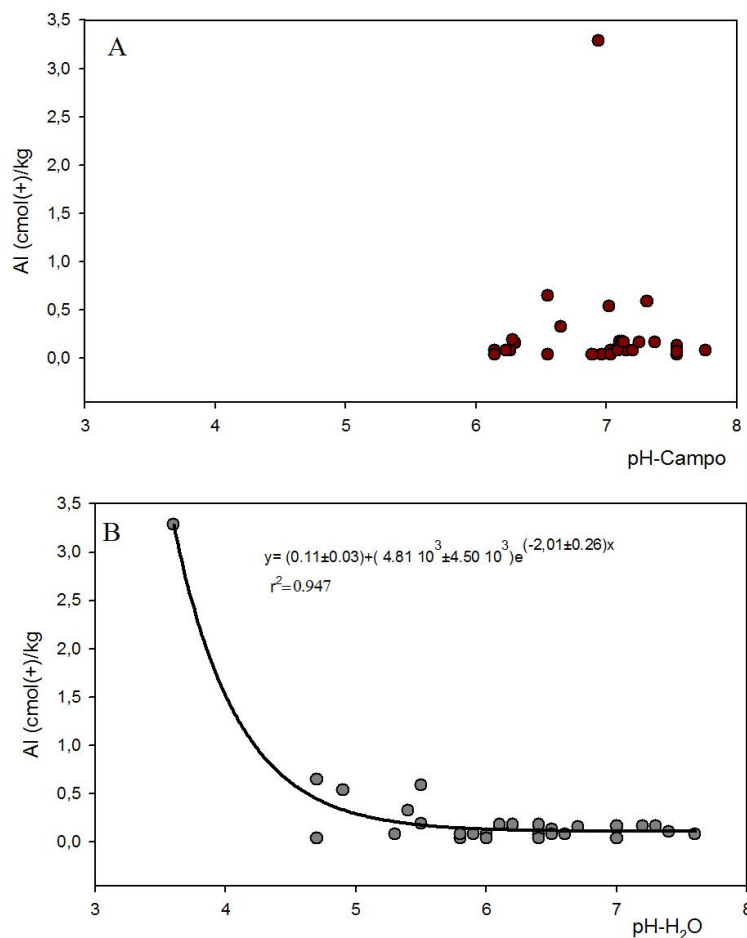 A
3,5
3,0
2,5
2,0
1,5
1,0
0,5
0,0
Al (cmol(+)/kg
3 4 5 6 7 8
pH-Campo
B
3,5
3,0
2,5
2,0
1,5
1,0
0,5
0,0
Al (cmol(+)/kg
y= (0.11±0.03)+( 4.81 10³±4.50 10³)e^(-2,01±0.26)x
r²=0.947
3 4 5 6 7 8
pH-H₂O